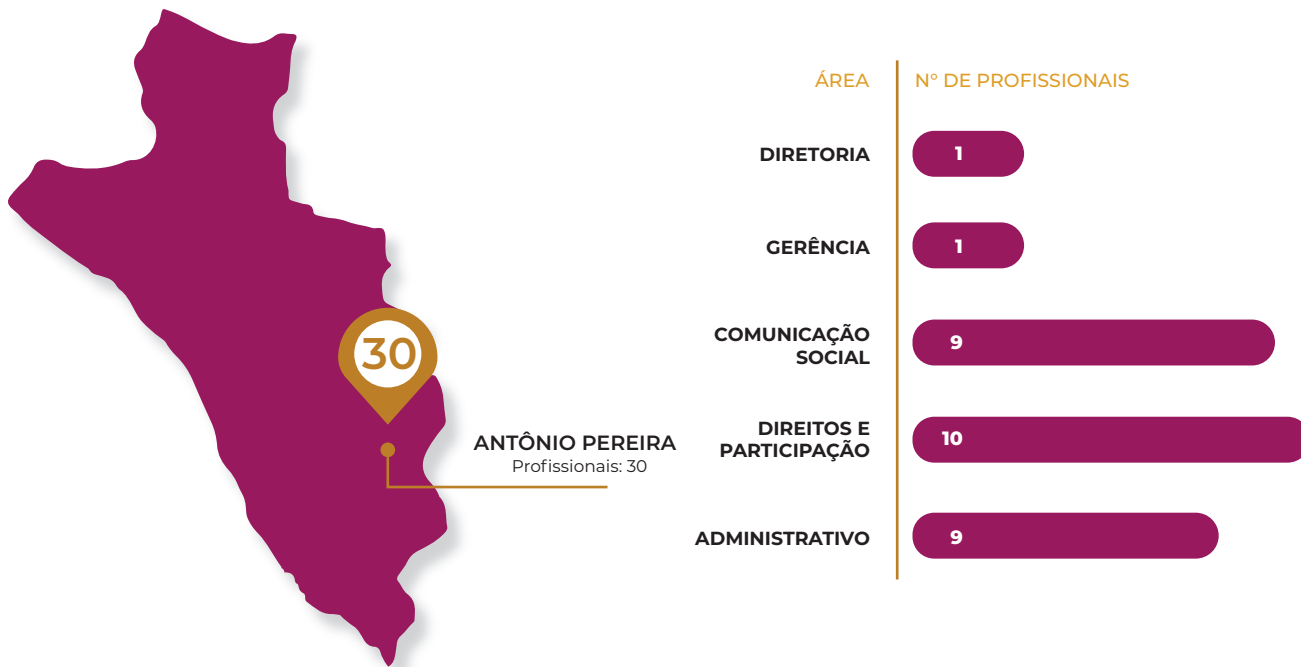 30
ANTÔNIO PEREIRA
Profissionais: 30
ÁREA
N° DE PROFISSIONAIS
DIRETORIA
1
GERÊNCIA
1
COMUNICAÇÃO
SOCIAL
9
DIREITOS E
PARTICIPAÇÃO
10
ADMINISTRATIVO
9